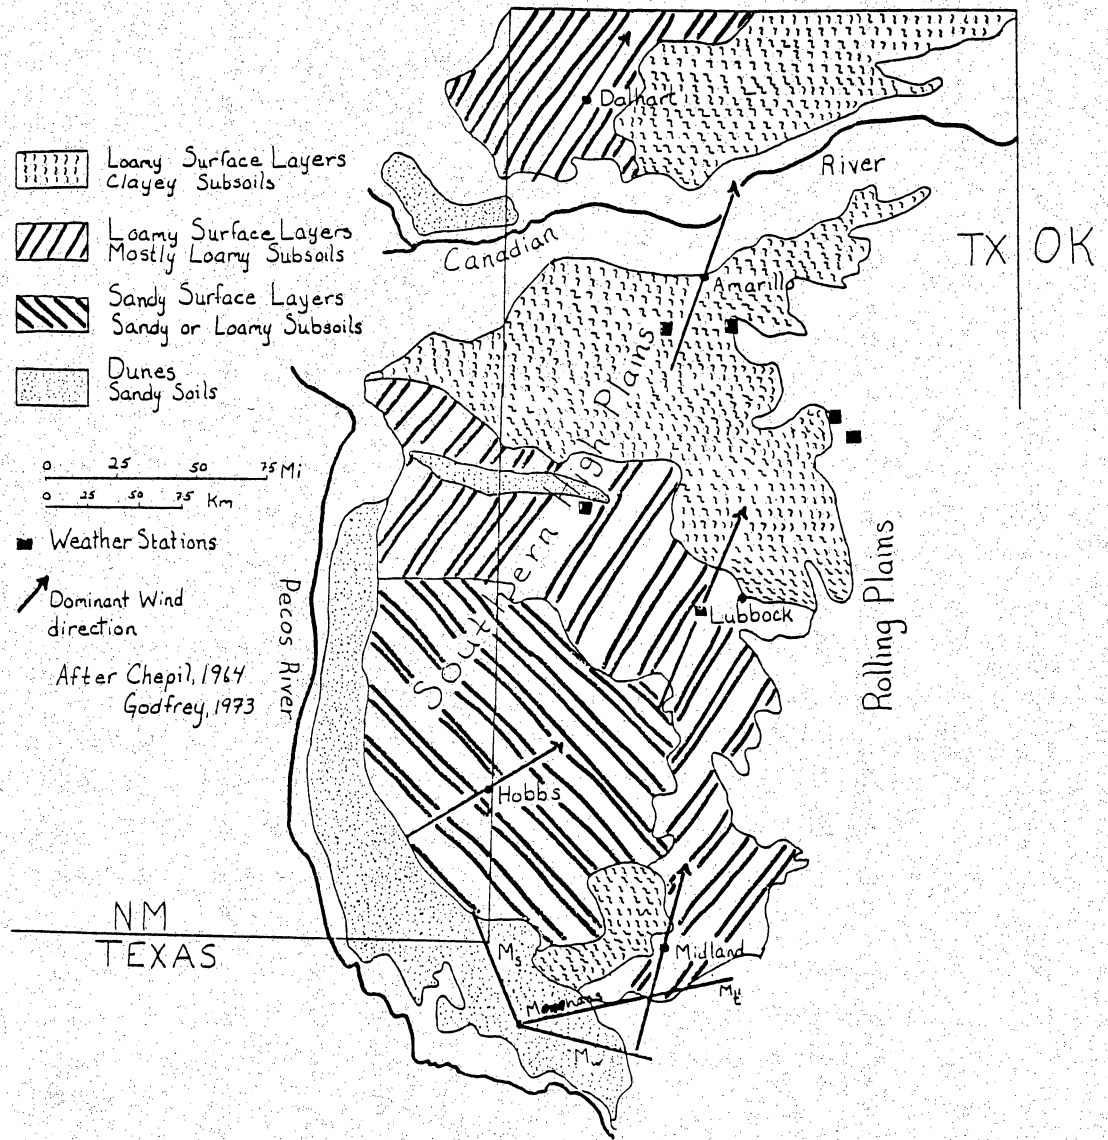 Loamy Surface Layers
Clayey Subsoils
Loamy Surface Layers
Mostly Loamy Subsoils
Sandy Surface Layers
Sandy or Loamy Subsoils
Dunes
Sandy Soils
0 25 50 75 Mi
0 25 50 75 Km
Weather Stations
Dominant Wind
direction
After Chepil, 1964
Godfrey, 1973
Dalhart
River
Canadian
TX OK
Amarillo
Southern High Plains
Lubbock
Rolling Plains
Pecos River
Hobbs
NM
TEXAS
Ms
Midland
Monahans
Mt
Mw